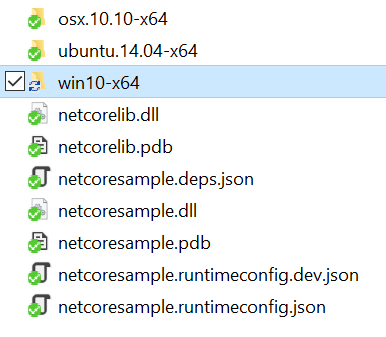 osx.10.10-x64
ubuntu.14.04-x64
win10-x64
netcorelib.dll
netcorelib.pdb
netcoresample.deps.json
netcoresample.dll
netcoresample.pdb
netcoresample.runtimeconfig.dev.json
netcoresample.runtimeconfig.json